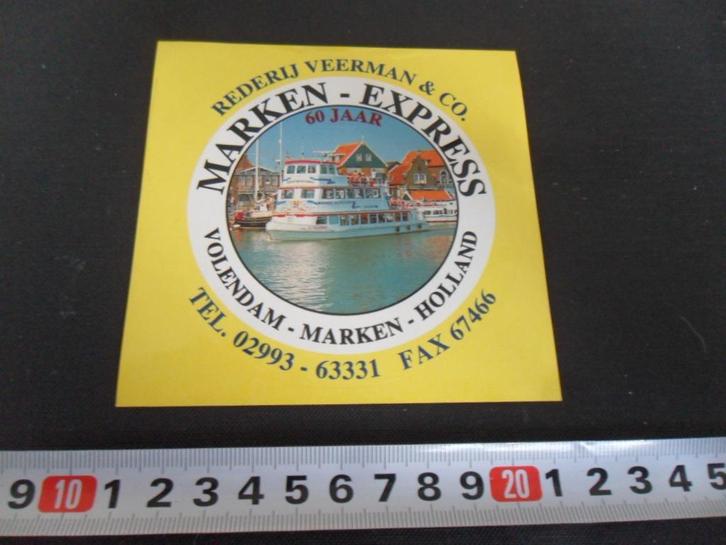 REDERIJ VEERMAN & CO.
MARKEN - EXPRESS
60 JAAR
VOLENDAM - MARKEN - HOLLAND
TEL. 02993 - 63331 FAX 67466
9 10 1 2 3 4 5 6 7 8 9 20 1 2 3 4 5